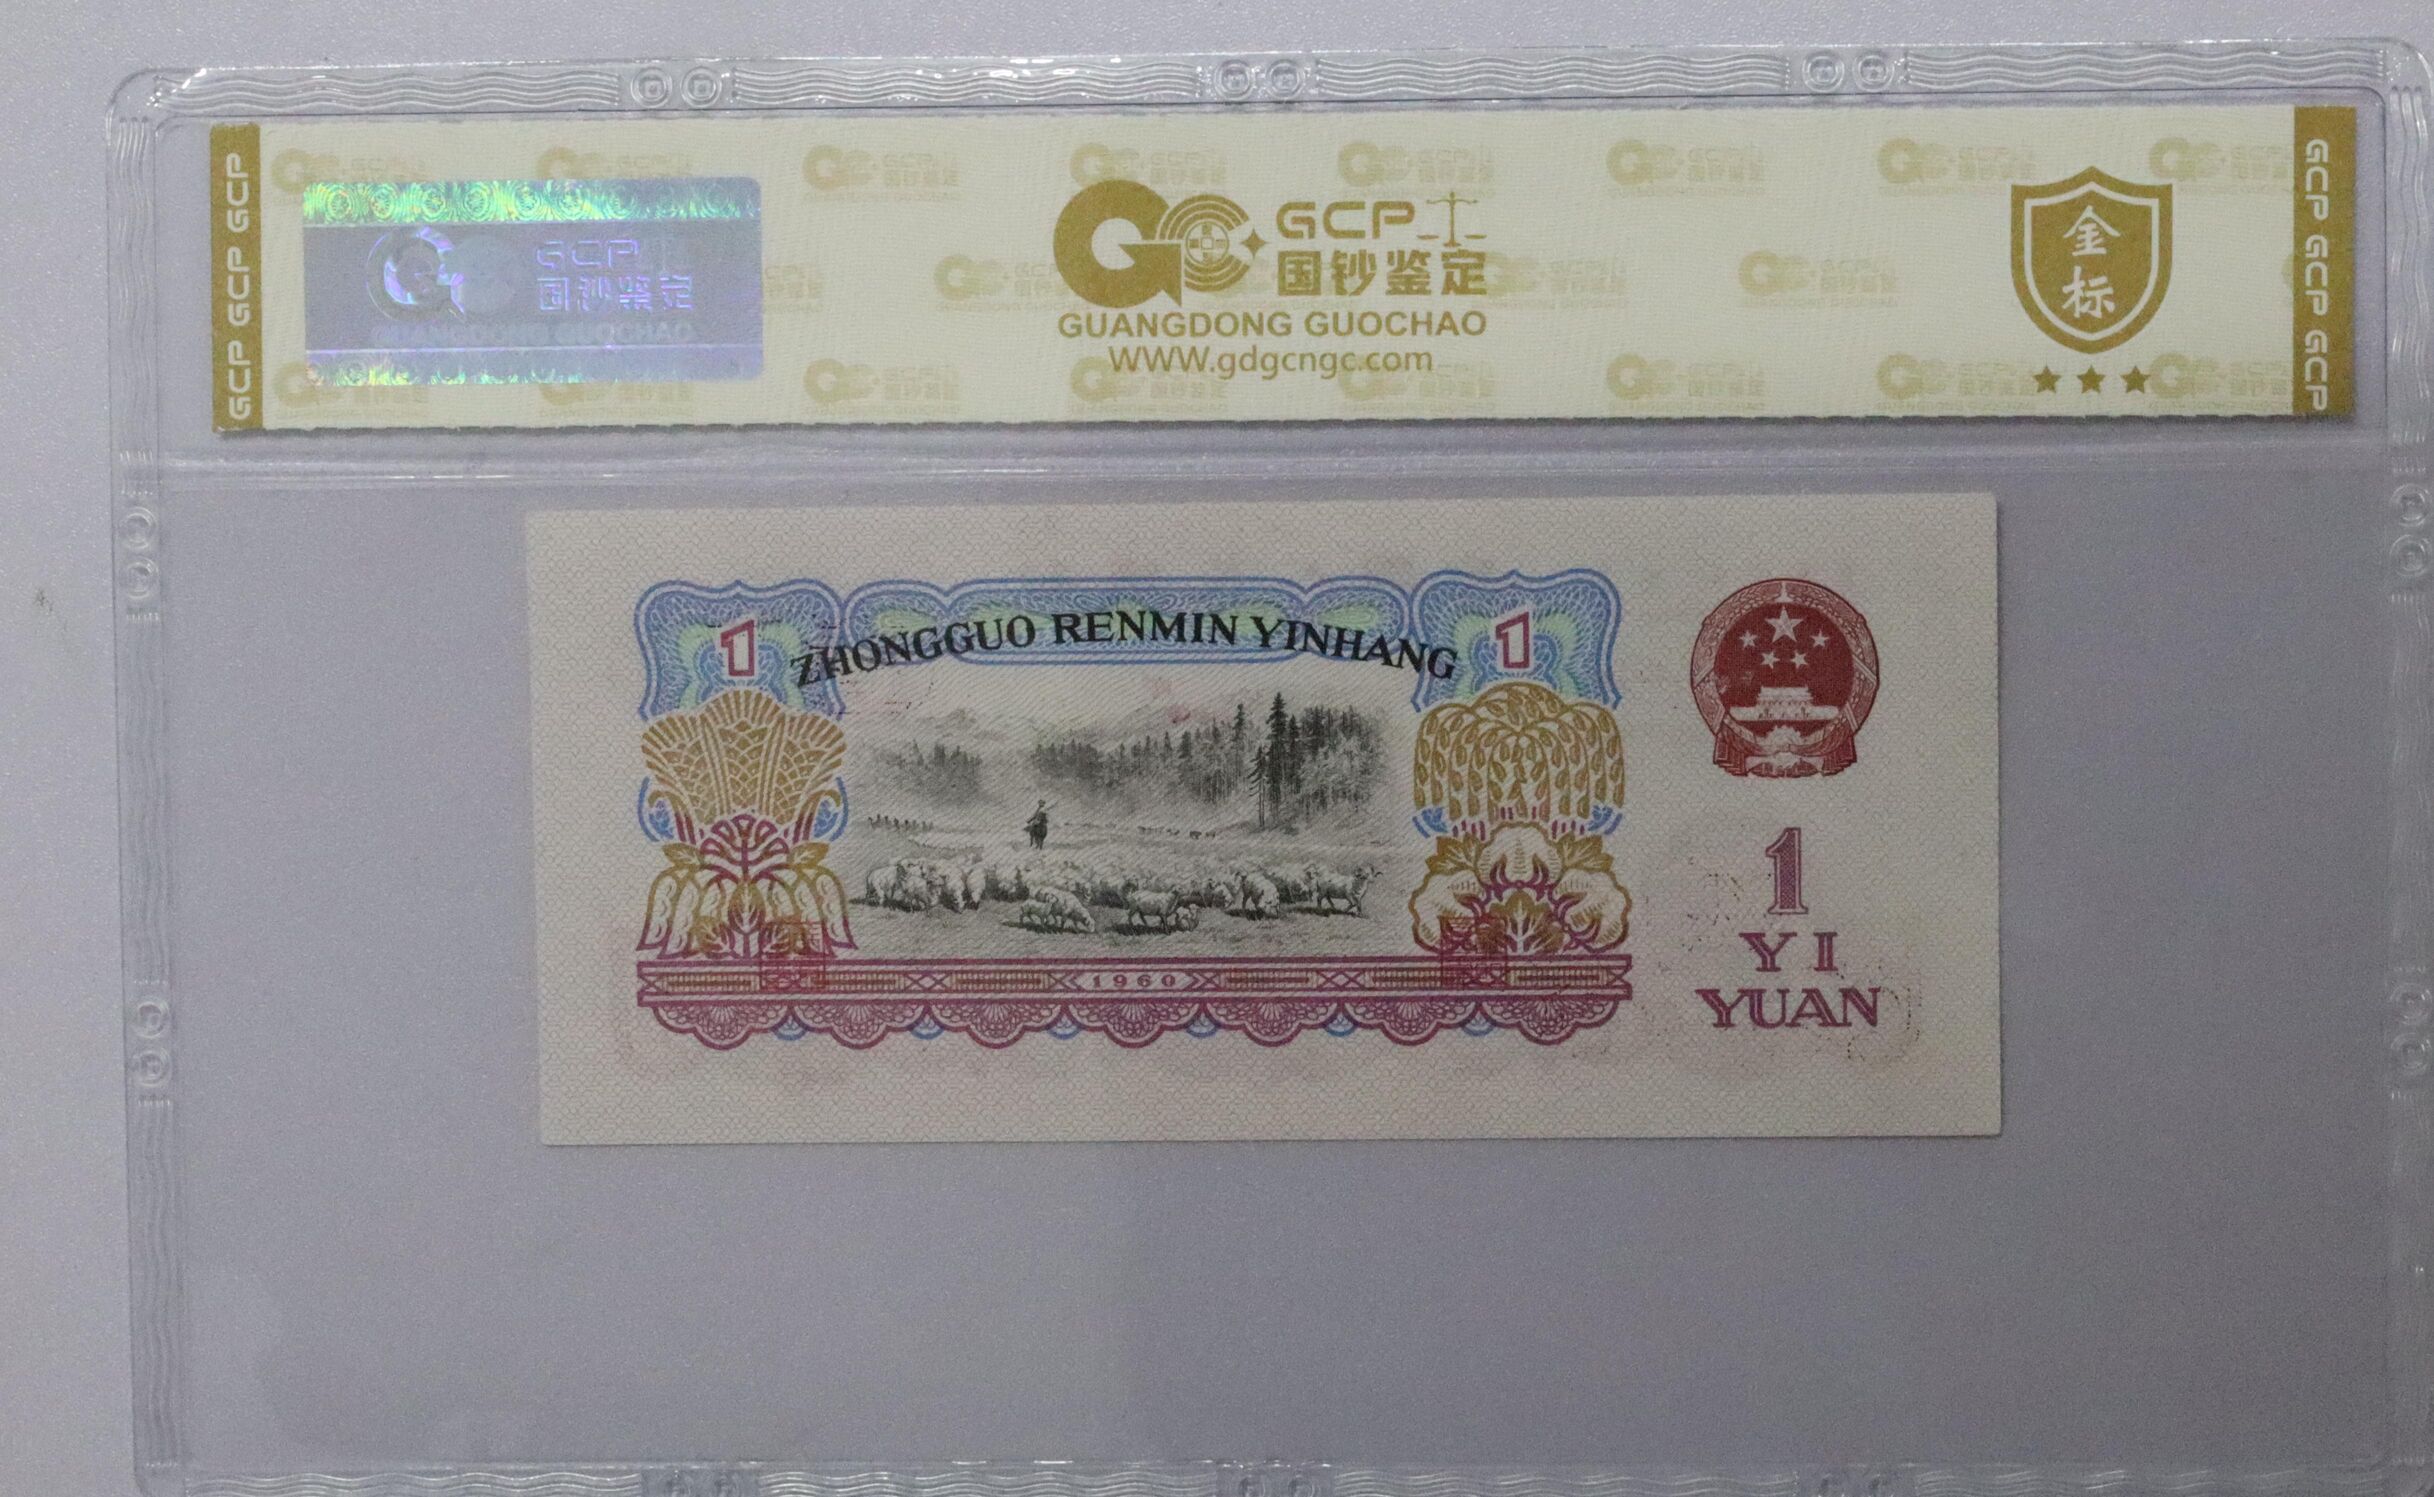 GCP GCP GCP
GCP
国钞鉴定
GUANGDONG GUOCHAO
GCP
国钞鉴定
GUANGDONG GUOCHAO
WWW.gdgcngc.com
金
标
GCP GCP GCP
ZHONGGUO RENMIN YINHANG
1
1
1960
1
YI
YUAN